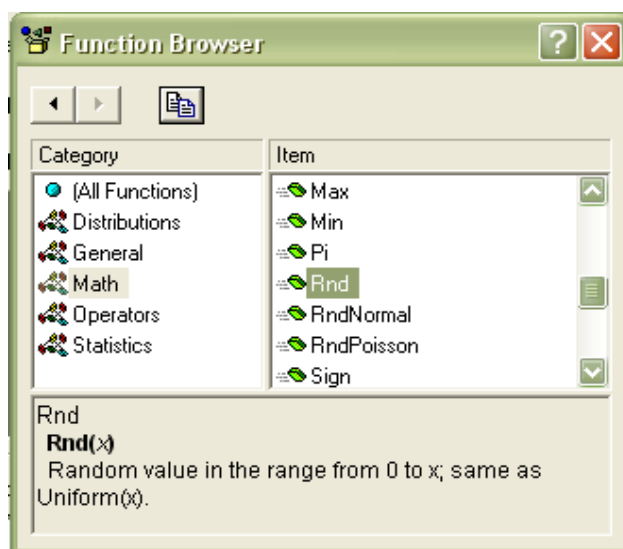 Function Browser
Category
Item
(All Functions)
Distributions
General
Math
Operators
Statistics
Max
Min
Pi
Rnd
RndNormal
RndPoisson
Sign
Rnd
Rnd(x)
Random value in the range from 0 to x; same as
Uniform(x).